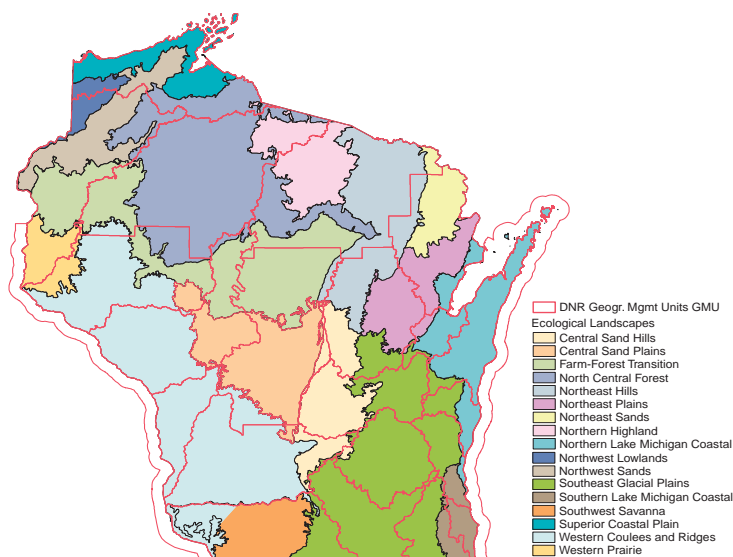 DNR Geogr. Mgmt Units GMU
Ecological Landscapes
Central Sand Hills
Central Sand Plains
Farm-Forest Transition
North Central Forest
Northeast Hills
Northeast Plains
Northeast Sands
Northern Highland
Northern Lake Michigan Coastal
Northwest Lowlands
Northwest Sands
Southeast Glacial Plains
Southern Lake Michigan Coastal
Southwest Savanna
Superior Coastal Plain
Western Coulees and Ridges
Western Prairie